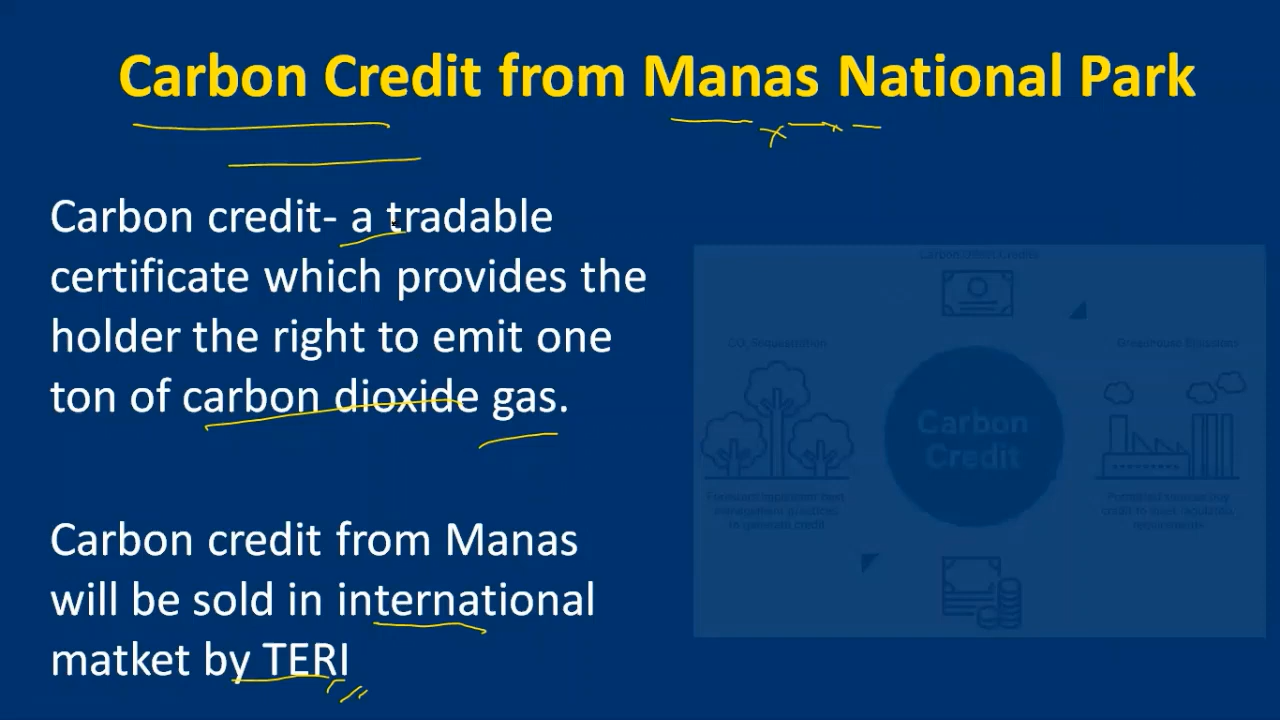 Carbon Credit from Manas National Park
Carbon credit- a tradable
certificate which provides the
holder the right to emit one
ton of carbon dioxide gas.
Carbon credit from Manas
will be sold in international
matket by TERI
CO₂ Sequestration
Carbon
Credit